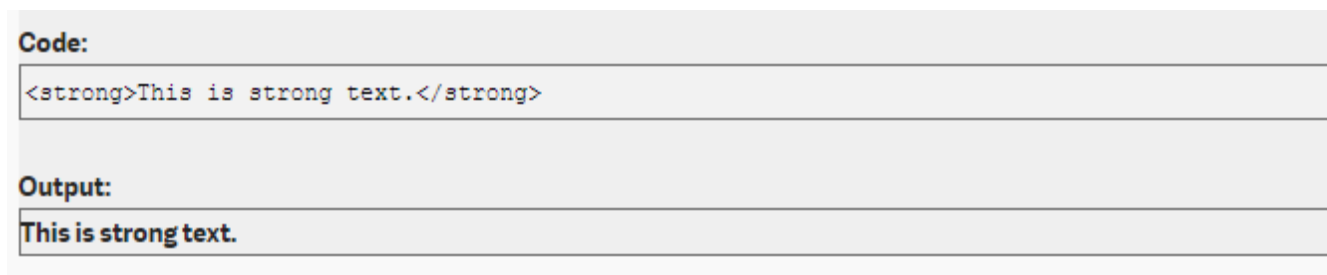 Code:
<strong>This is strong text.</strong>
Output:
This is strong text.